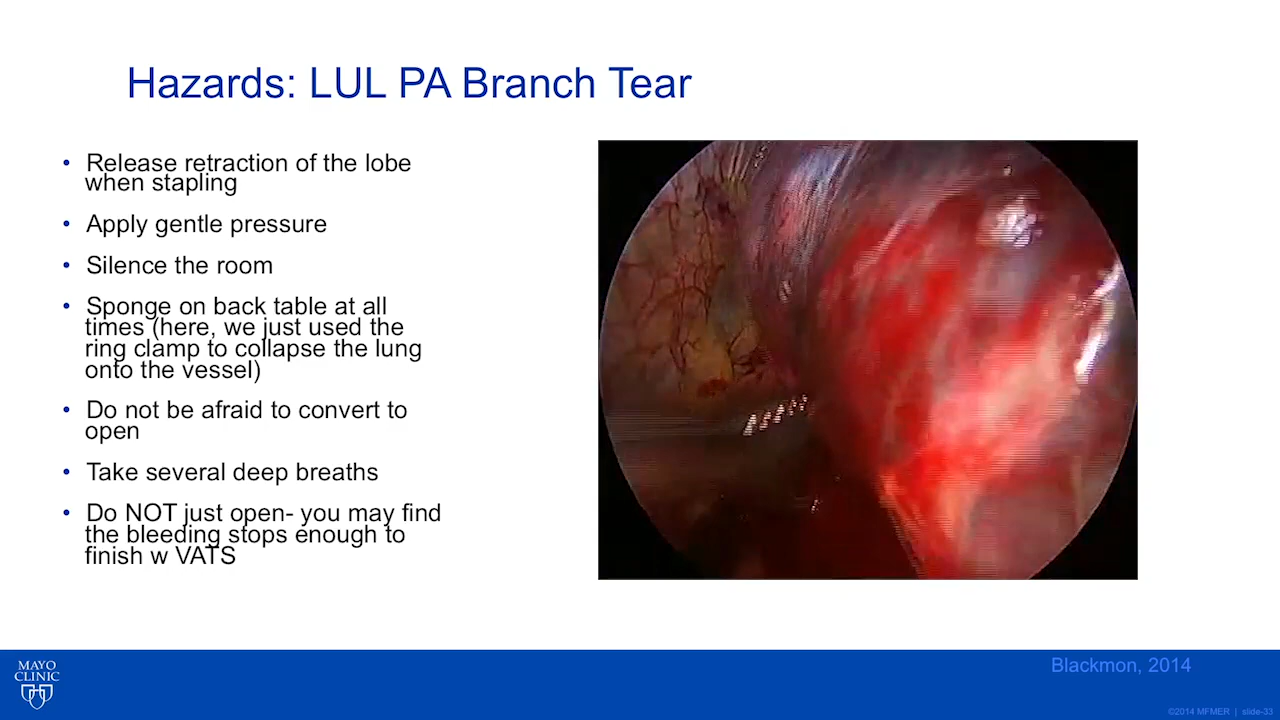 Hazards: LUL PA Branch Tear
• Release retraction of the lobe
when stapling
• Apply gentle pressure
• Silence the room
• Sponge on back table at all
times (here, we just used the
ring clamp to collapse the lung
onto the vessel)
• Do not be afraid to convert to
open
• Take several deep breaths
• Do NOT just open- you may find
the bleeding stops enough to
finish w VATS
Blackmon, 2014
MAYO
CLINIC
©2014 MFMER | slide-33